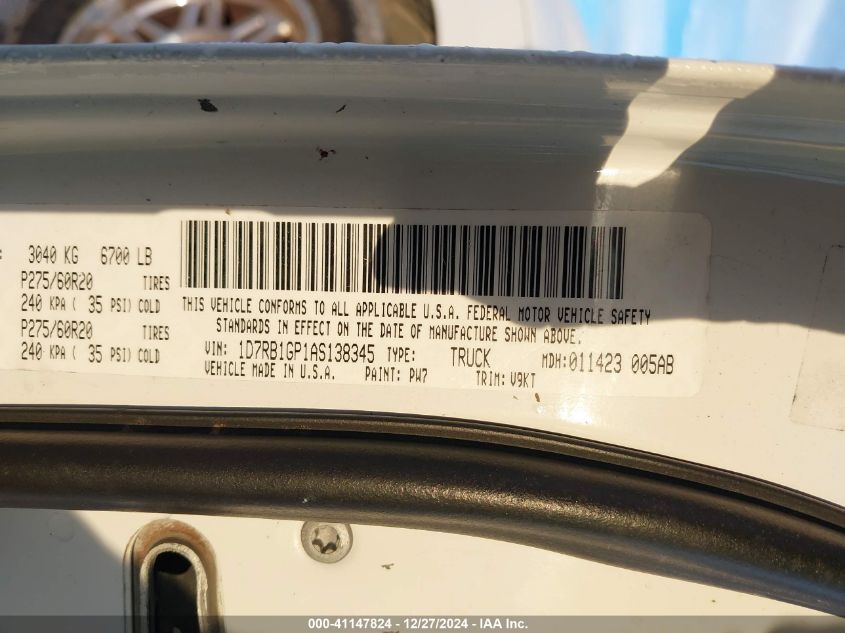 3040 KG 6700 LB
P275/60R20 TIRES
240 KPA ( 35 PSI) COLD
P275/60R20 TIRES
240 KPA ( 35 PSI) COLD
THIS VEHICLE CONFORMS TO ALL APPLICABLE U.S.A. FEDERAL MOTOR VEHICLE SAFETY
STANDARDS IN EFFECT ON THE DATE OF MANUFACTURE SHOWN ABOVE.
VIN: 1D7RB1GP1AS138345 TYPE: TRUCK MDH:011423 005AB
VEHICLE MADE IN U.S.A. PAINT: PW7 TRIM: V9KT
000-41147824 - 12/27/2024 - IAA Inc.